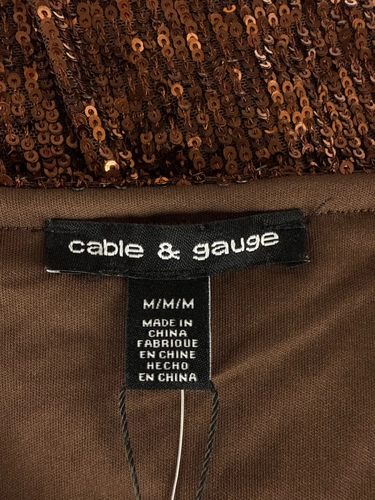 cable & gauge
M/M/M
MADE IN
CHINA
FABRIQUE
EN CHINE
HECHO
EN CHINA